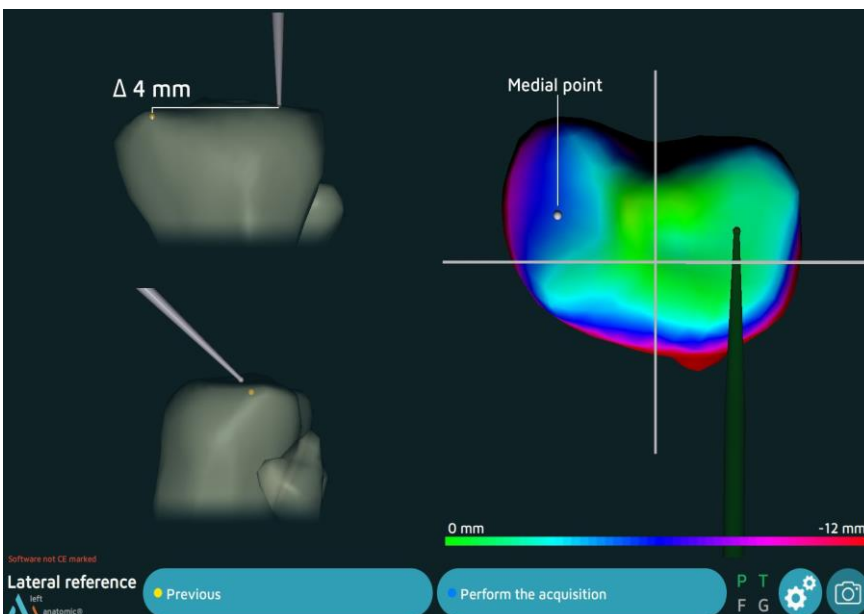 Δ 4 mm
Medial point
0 mm
-12 mm
Software not CE marked
Lateral reference
left
anatomic®
Previous
Perform the acquisition
P T
F G